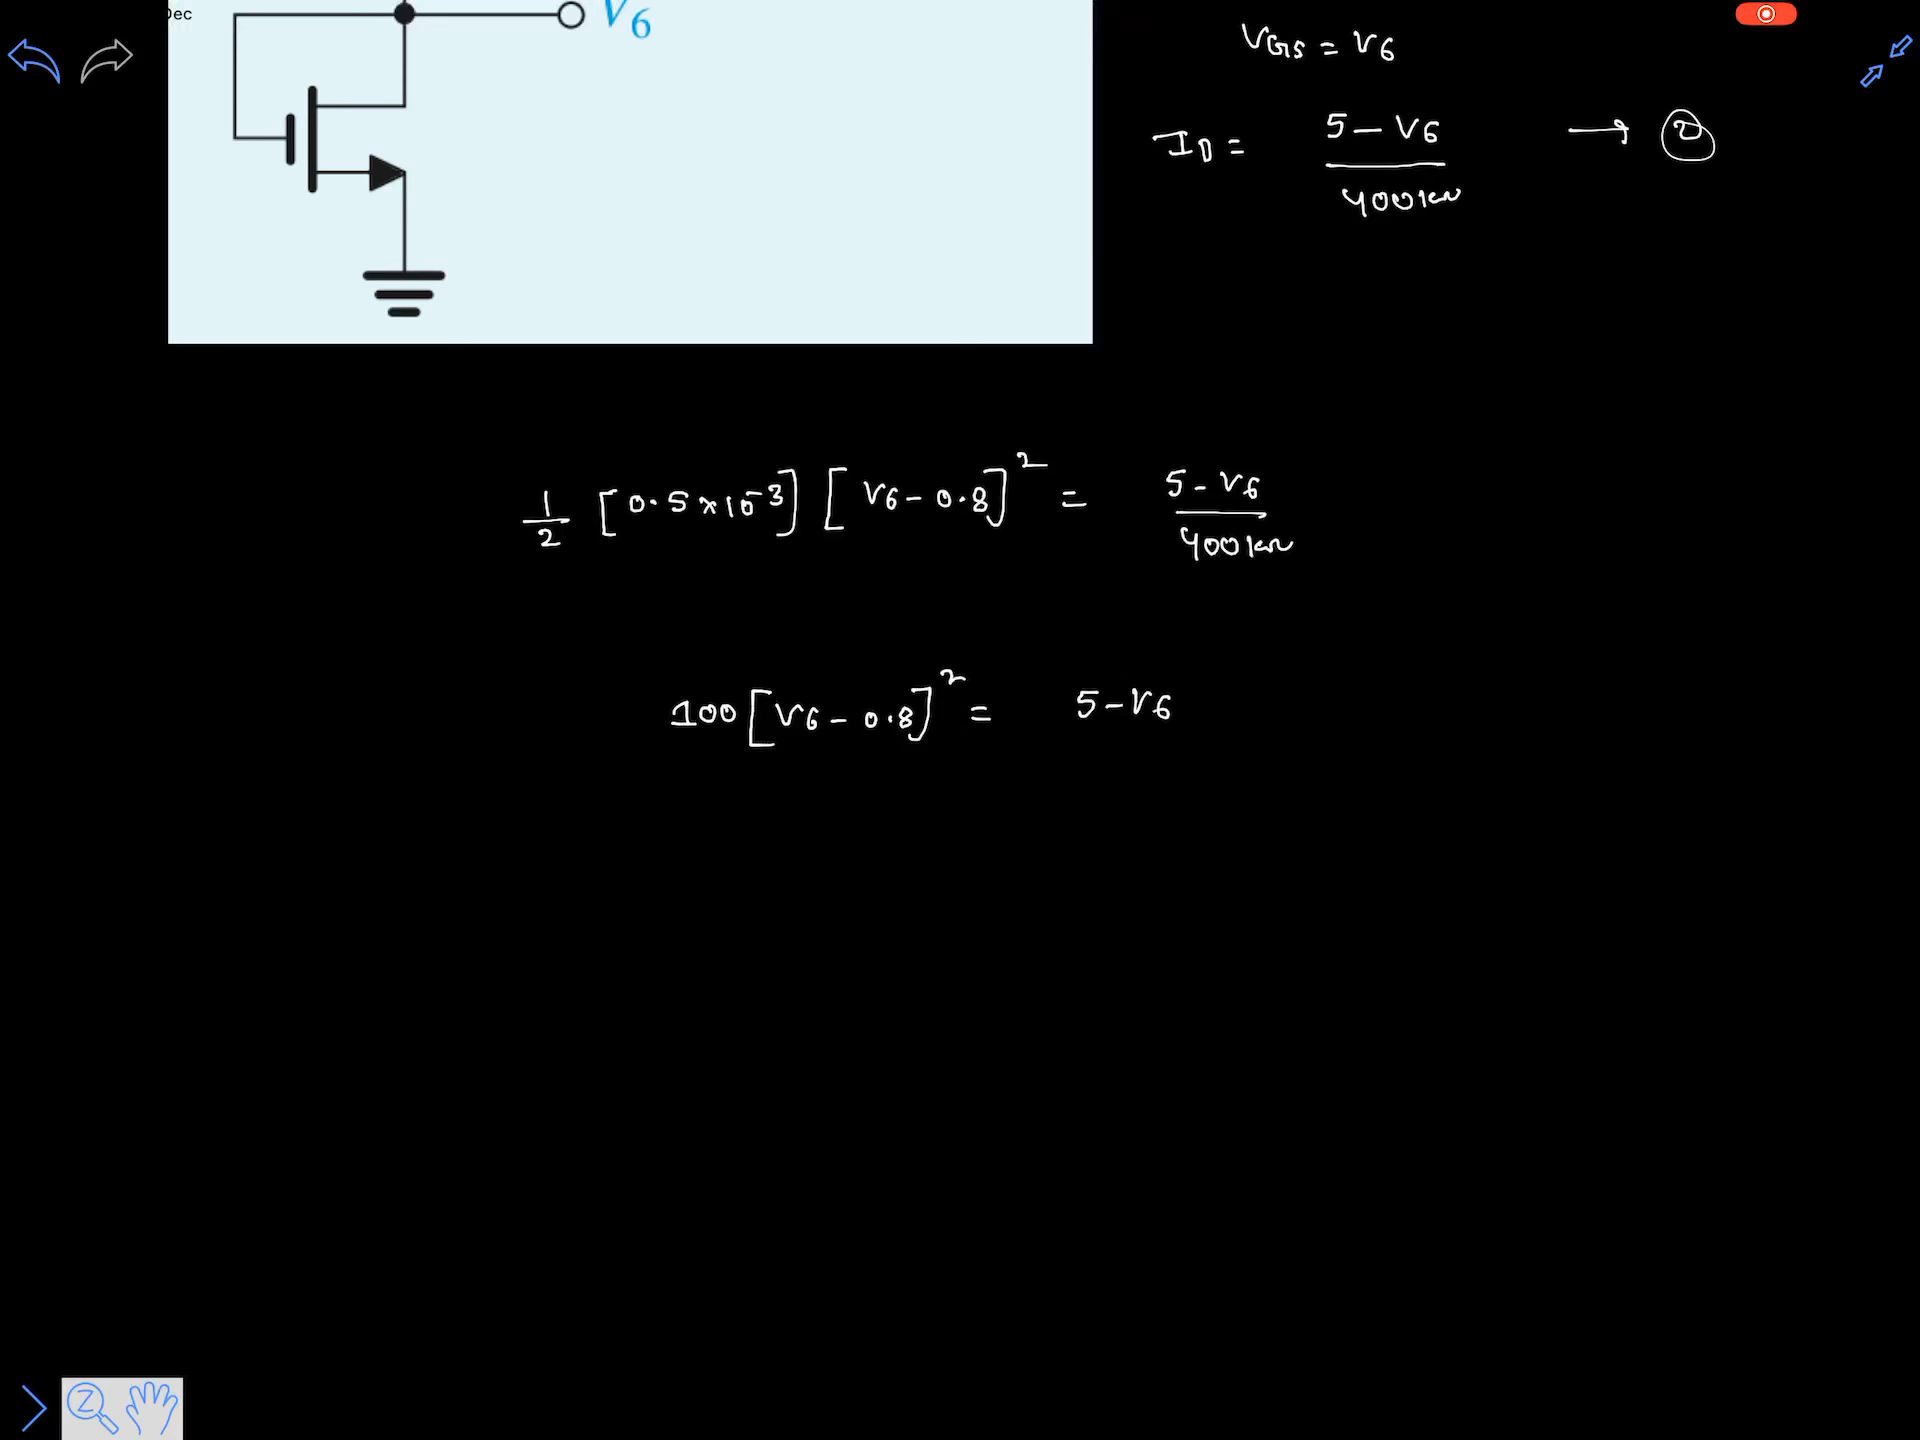 Dec
V6
VGS = V6
ID = 5 - V6 / 400kΩ → ②
1/2 [0.5 × 10^-3] [V6 - 0.8]^2 = 5 - V6 / 400kΩ
100 [V6 - 0.8]^2 = 5 - V6
Z